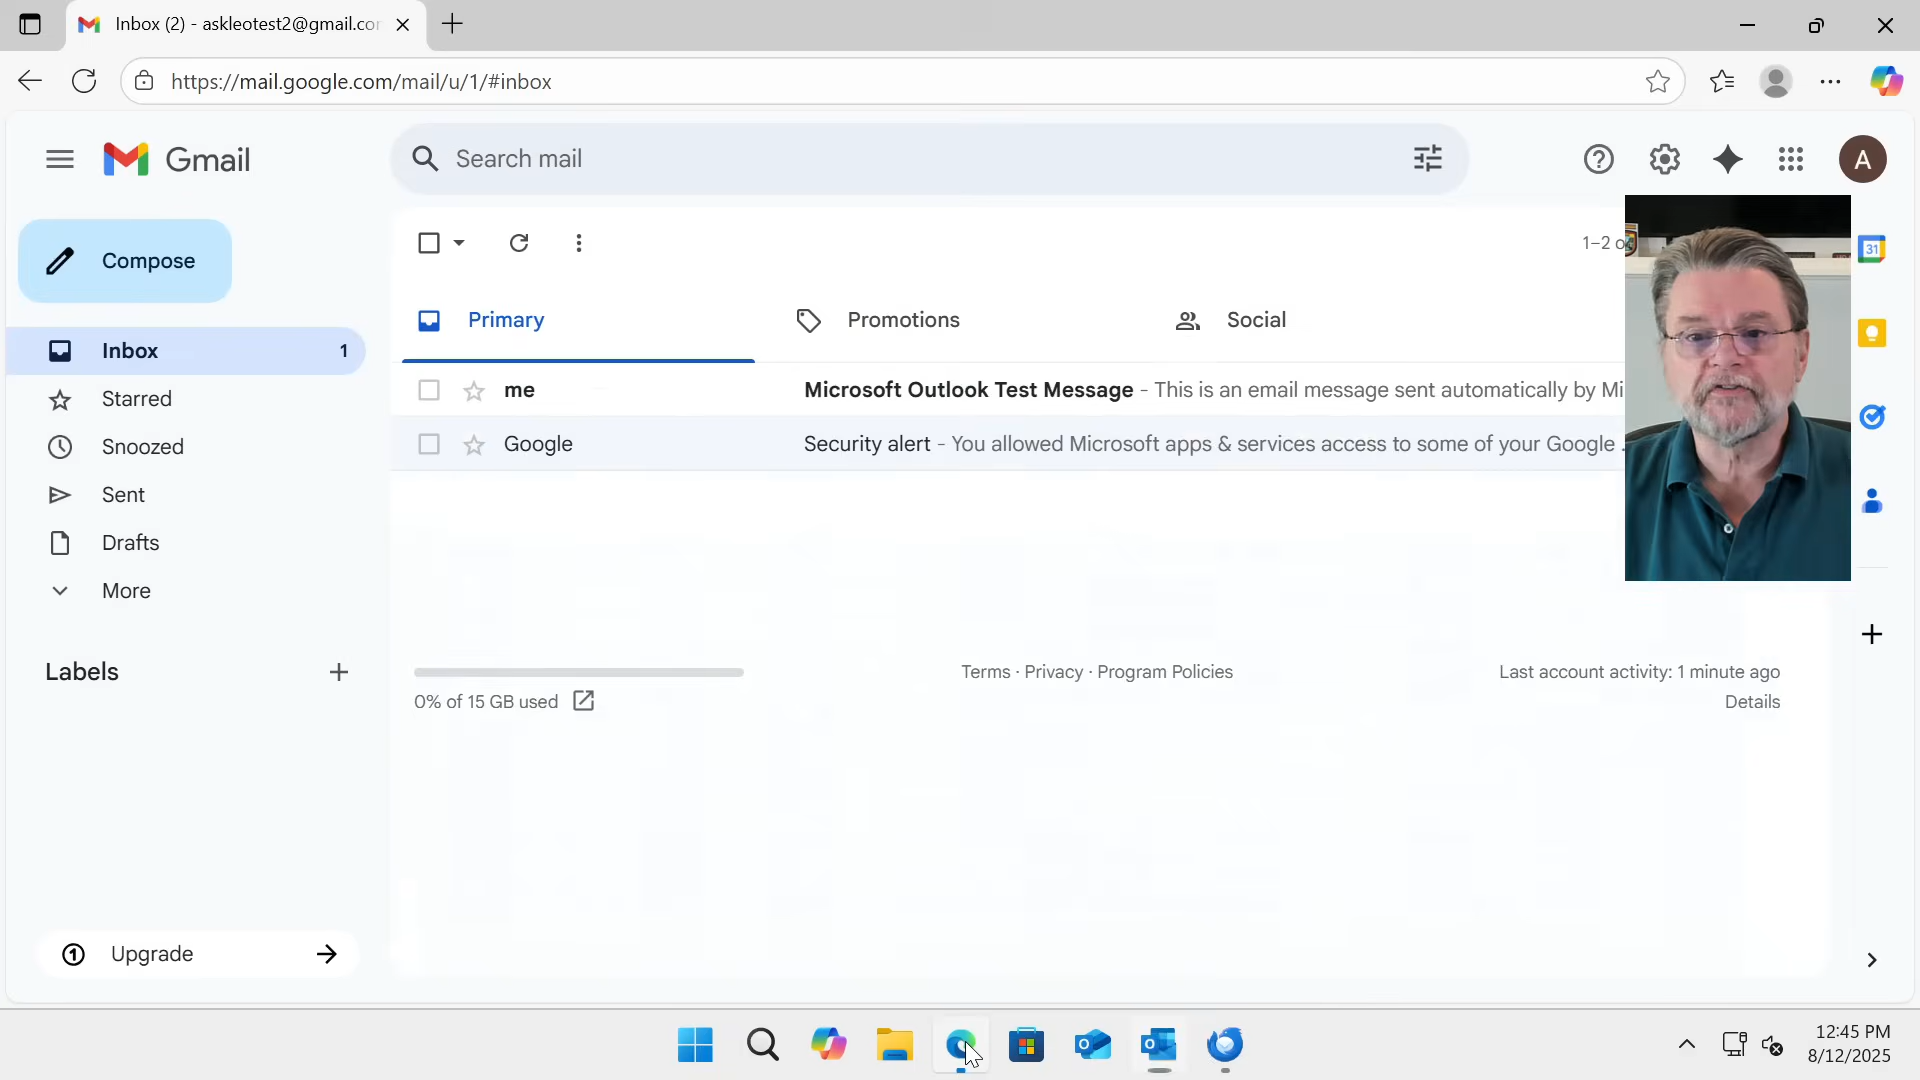 Inbox (2) - askleotest2@gmail.co
https://mail.google.com/mail/u/1/#inbox
Gmail
Search mail
A
Compose
1–2 o
31
Primary
Promotions
Social
Inbox 1
me Microsoft Outlook Test Message - This is an email message sent automatically by Mi
Starred
Google Security alert - You allowed Microsoft apps & services access to some of your Google
Snoozed
Sent
Drafts
More
Labels
Terms · Privacy · Program Policies
Last account activity: 1 minute ago
0% of 15 GB used
Details
Upgrade
12:45 PM
8/12/2025